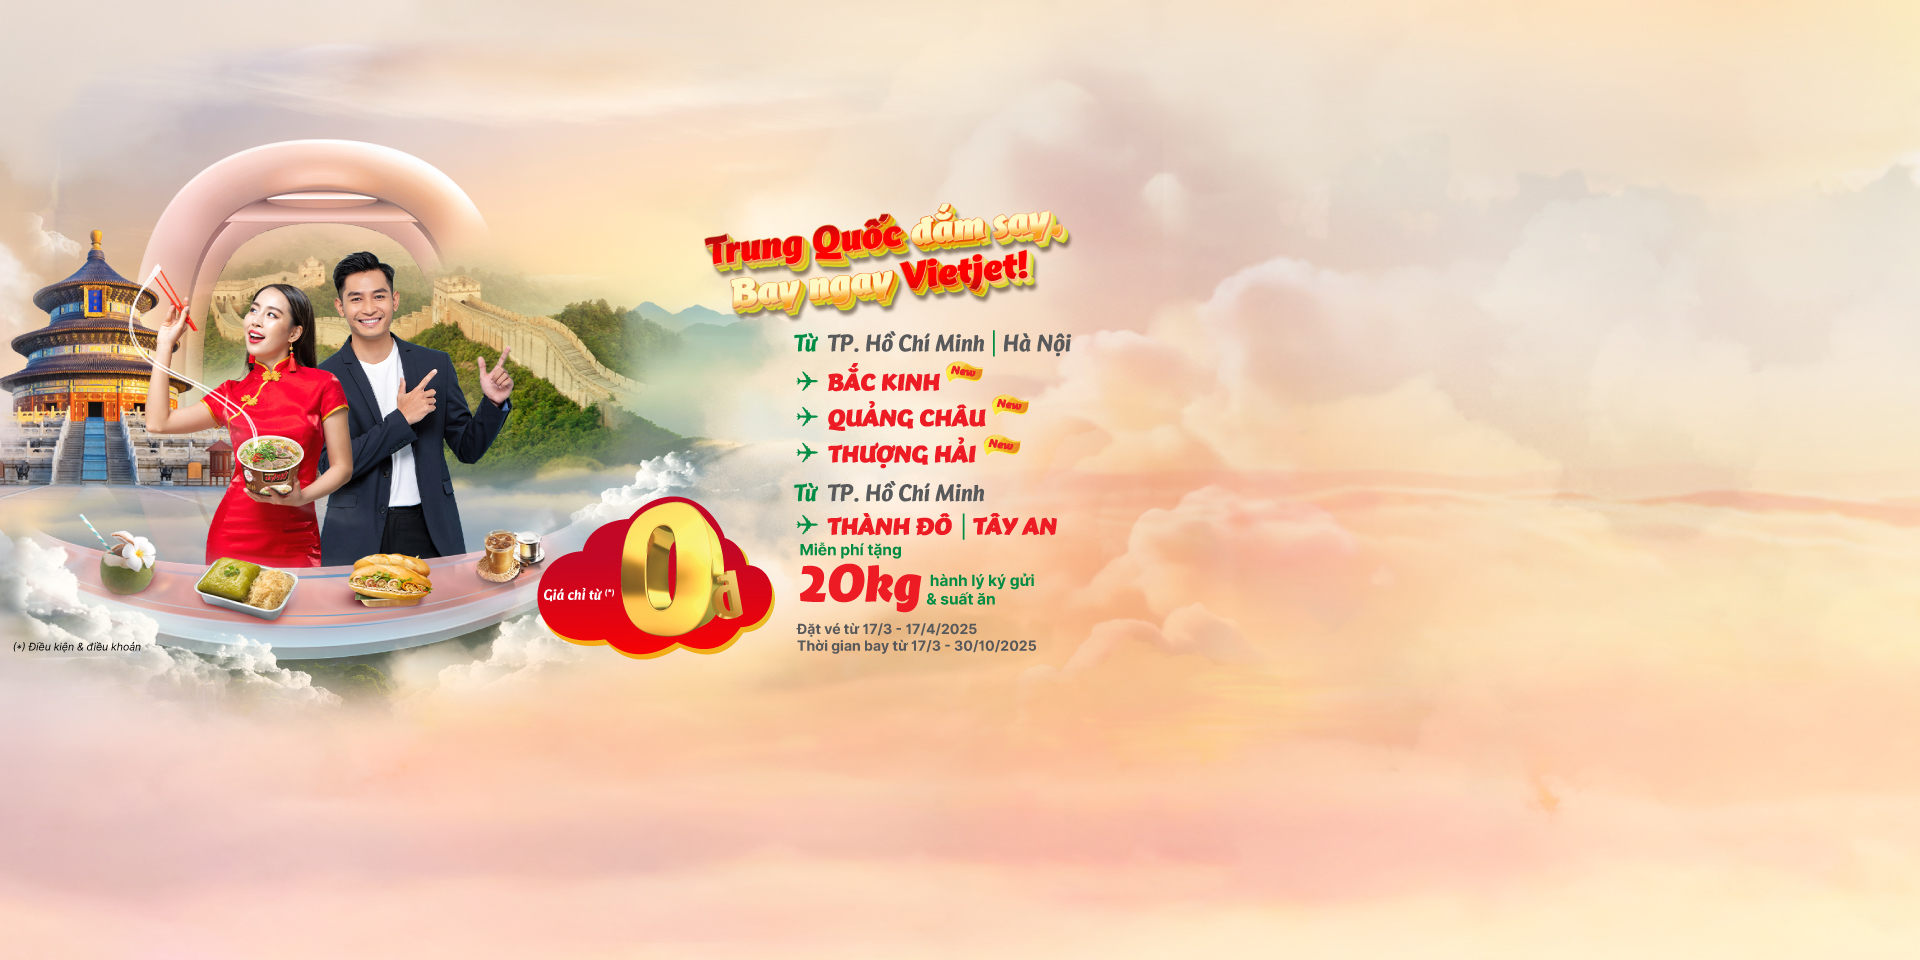 Trung Quốc đắm say,
Bay ngay Vietjet!
Từ TP. Hồ Chí Minh | Hà Nội
BẮC KINH New
QUẢNG CHÂU New
THƯỢNG HẢI New
Từ TP. Hồ Chí Minh
THÀNH ĐÔ | TÂY AN
Miễn phí tặng
20kg hành lý ký gửi
& suất ăn
Giá chỉ từ (*) 0đ
Đặt vé từ 17/3 - 17/4/2025
Thời gian bay từ 17/3 - 30/10/2025
(*) Điều kiện & điều khoản